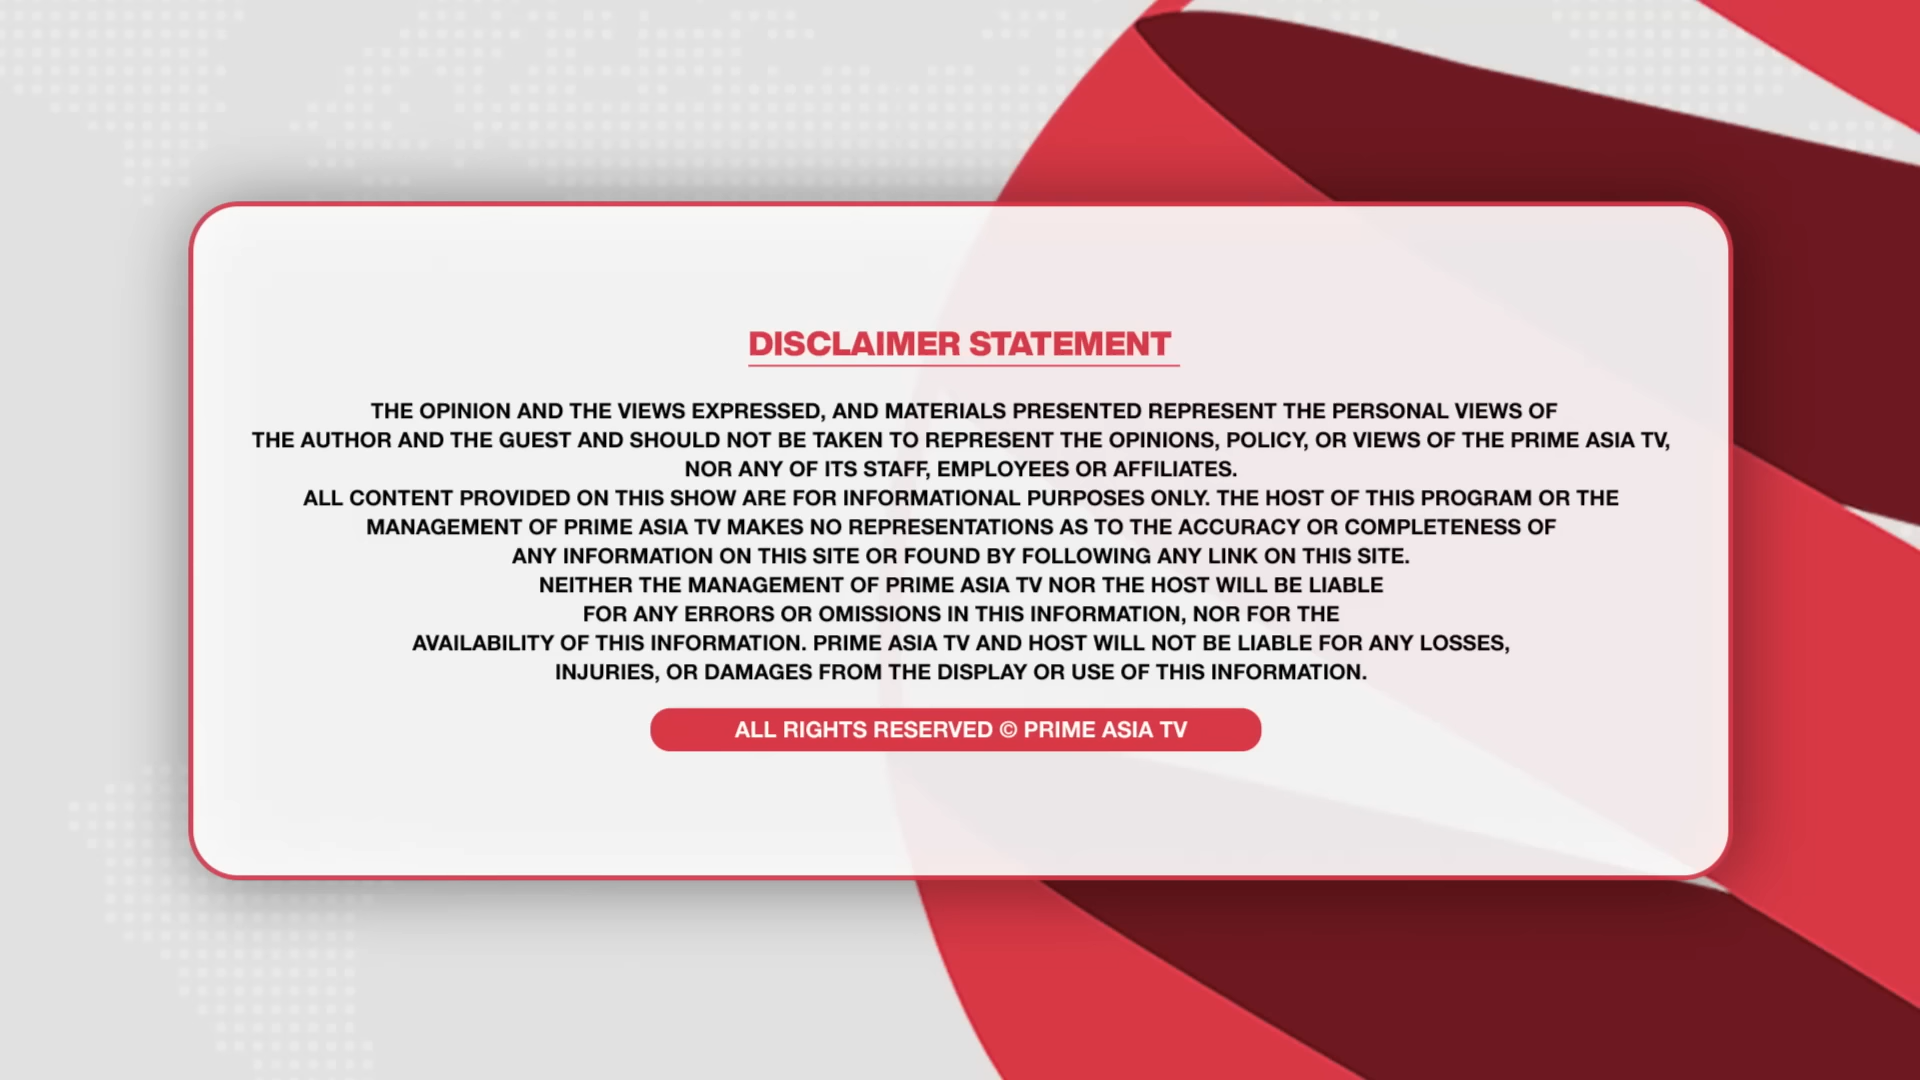 DISCLAIMER STATEMENT
THE OPINION AND THE VIEWS EXPRESSED, AND MATERIALS PRESENTED REPRESENT THE PERSONAL VIEWS OF
THE AUTHOR AND THE GUEST AND SHOULD NOT BE TAKEN TO REPRESENT THE OPINIONS, POLICY, OR VIEWS OF THE PRIME ASIA TV,
NOR ANY OF ITS STAFF, EMPLOYEES OR AFFILIATES.
ALL CONTENT PROVIDED ON THIS SHOW ARE FOR INFORMATIONAL PURPOSES ONLY. THE HOST OF THIS PROGRAM OR THE
MANAGEMENT OF PRIME ASIA TV MAKES NO REPRESENTATIONS AS TO THE ACCURACY OR COMPLETENESS OF
ANY INFORMATION ON THIS SITE OR FOUND BY FOLLOWING ANY LINK ON THIS SITE.
NEITHER THE MANAGEMENT OF PRIME ASIA TV NOR THE HOST WILL BE LIABLE
FOR ANY ERRORS OR OMISSIONS IN THIS INFORMATION, NOR FOR THE
AVAILABILITY OF THIS INFORMATION. PRIME ASIA TV AND HOST WILL NOT BE LIABLE FOR ANY LOSSES,
INJURIES, OR DAMAGES FROM THE DISPLAY OR USE OF THIS INFORMATION.
ALL RIGHTS RESERVED © PRIME ASIA TV